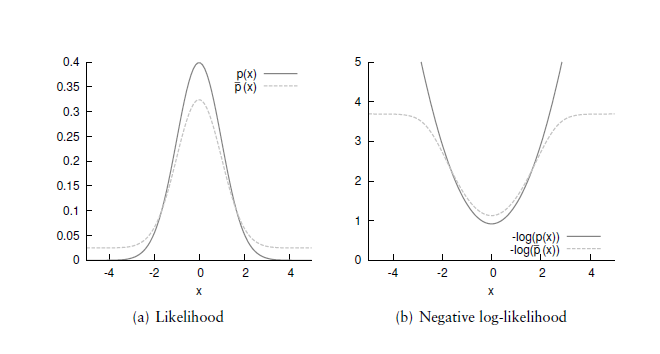 0.4
0.35
0.3
0.25
0.2
0.15
0.1
0.05
0
-4 -2 0 2 4
x
p(x)
p̄ (x)
(a) Likelihood
5
4
3
2
1
0
-4 -2 0 2 4
x
-log(p(x))
-log(p̄ (x))
(b) Negative log-likelihood